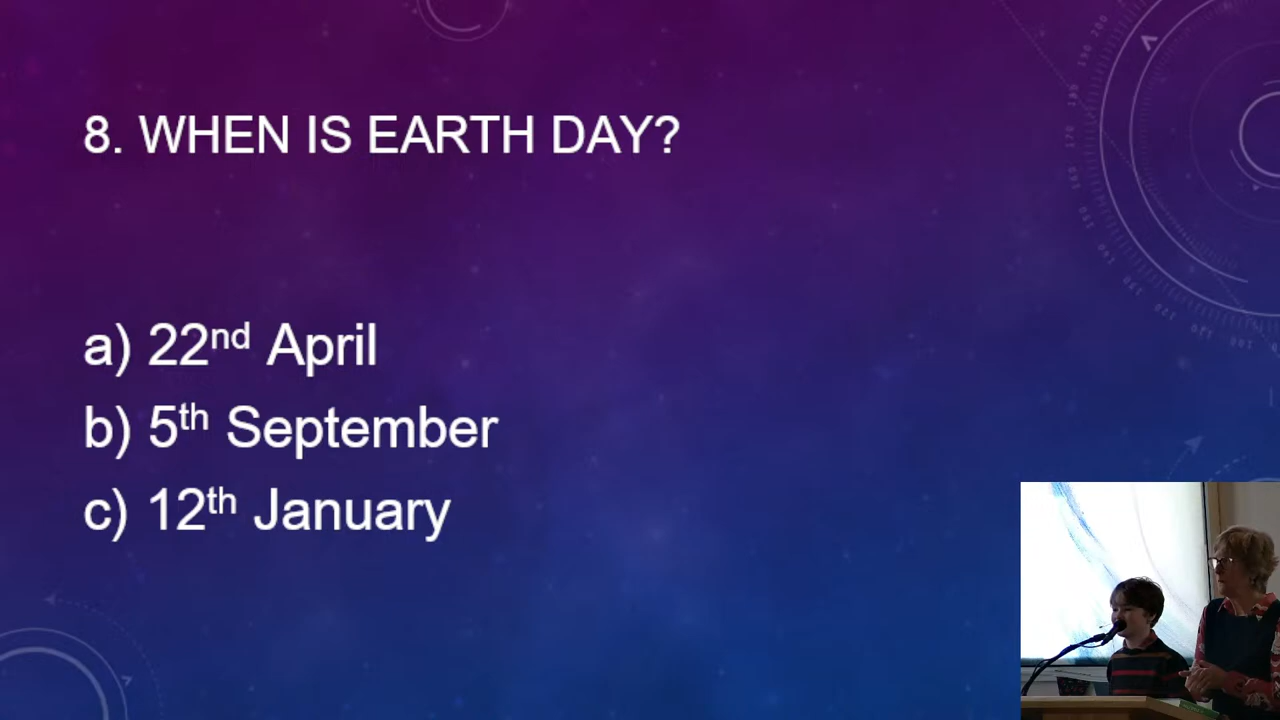 8. WHEN IS EARTH DAY?
a) 22nd April
b) 5th September
c) 12th January